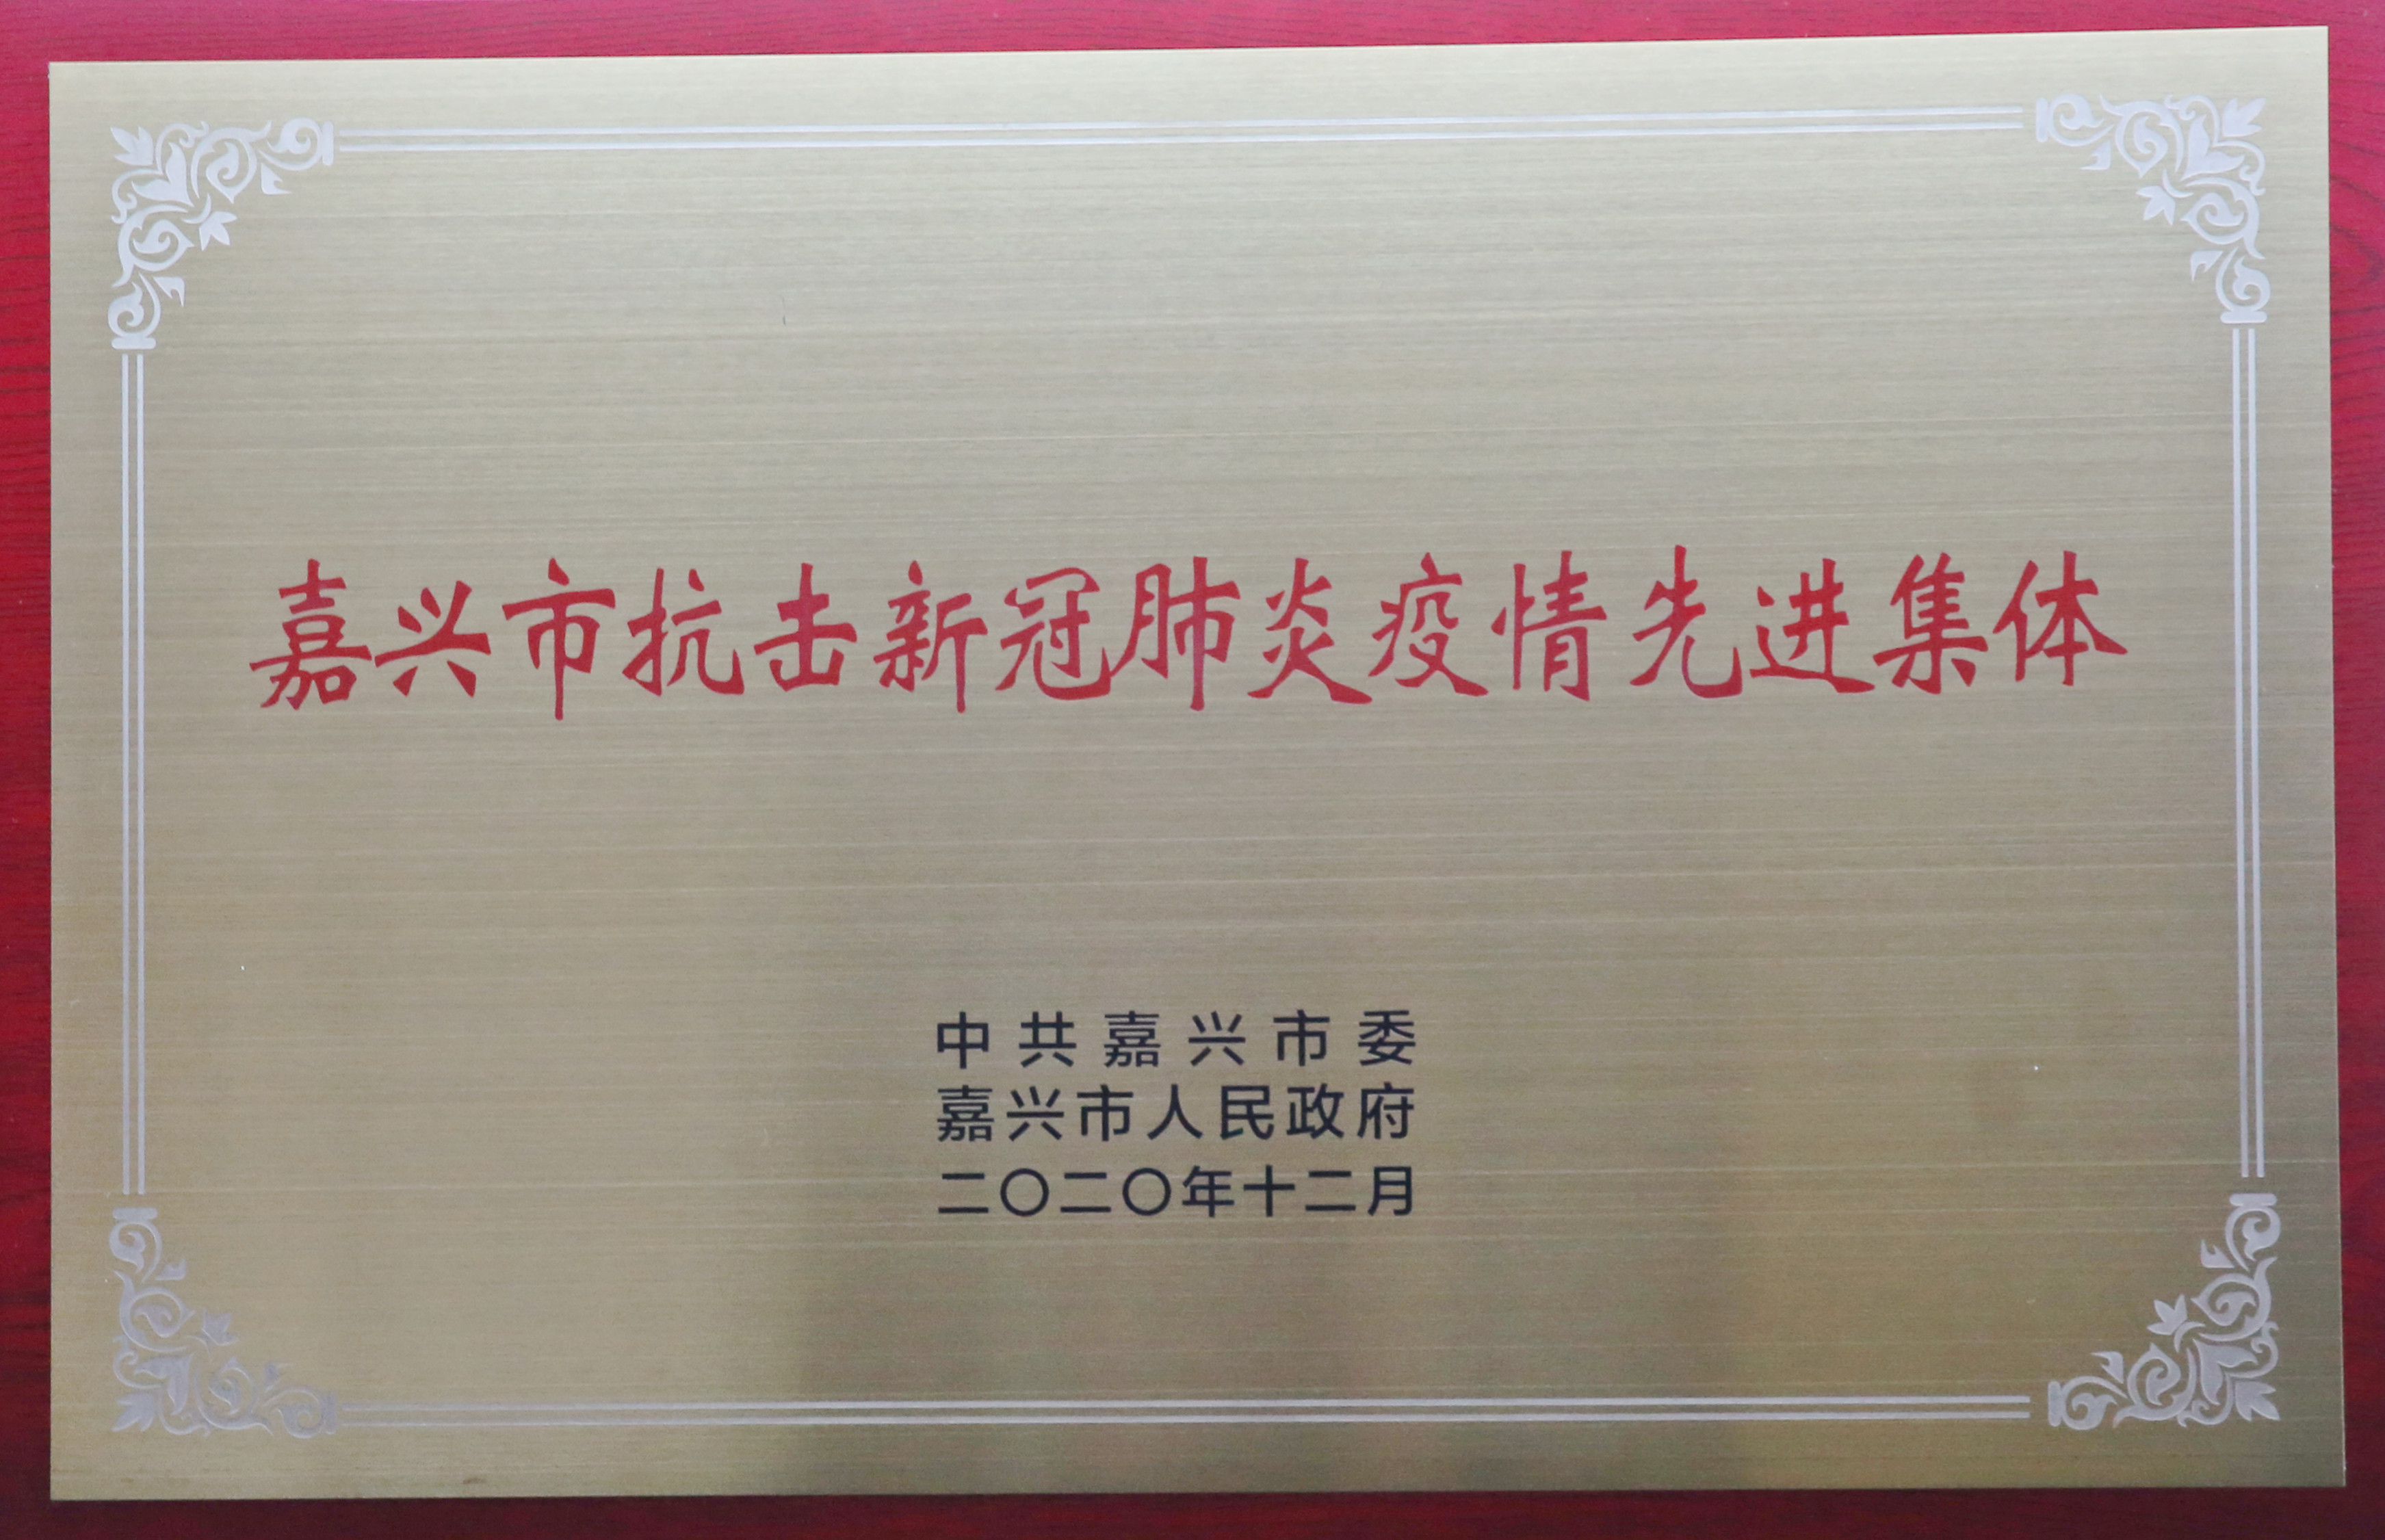 嘉兴市抗击新冠肺炎疫情先进集体
中共嘉兴市委
嘉兴市人民政府
二〇二〇年十二月